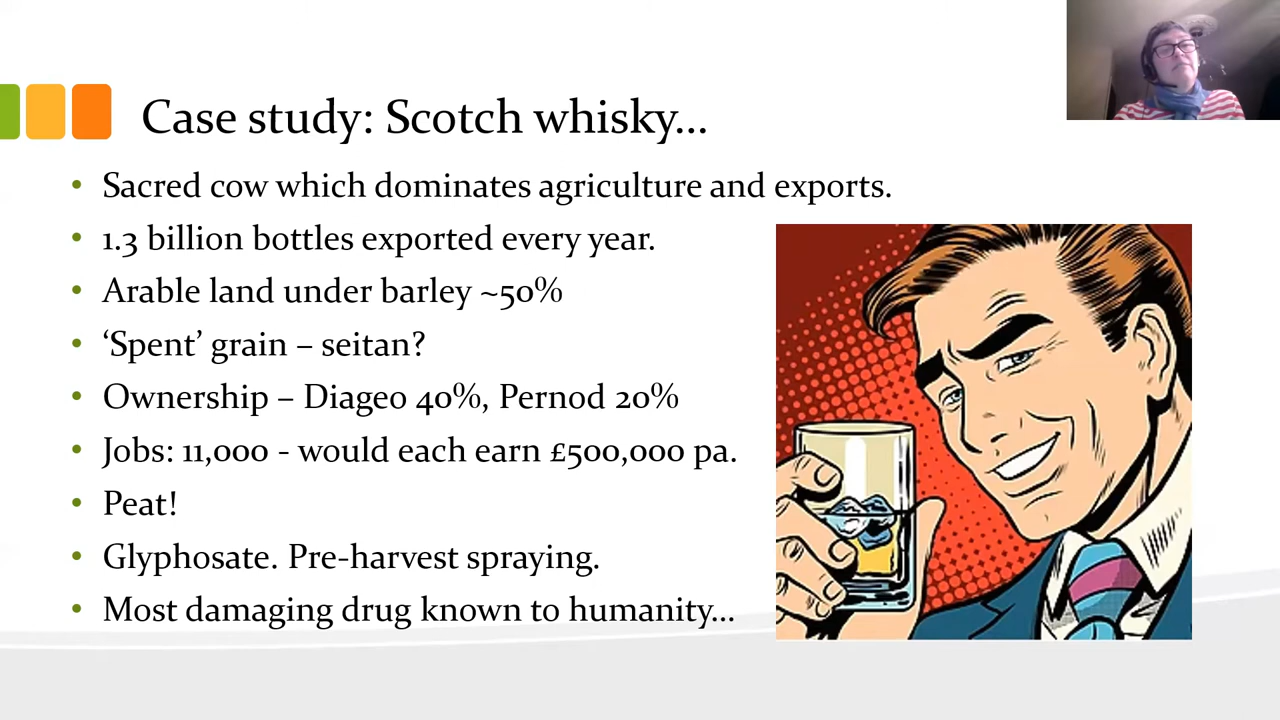 Case study: Scotch whisky...
• Sacred cow which dominates agriculture and exports.
• 1.3 billion bottles exported every year.
• Arable land under barley ~50%
• ‘Spent’ grain – seitan?
• Ownership – Diageo 40%, Pernod 20%
• Jobs: 11,000 - would each earn £500,000 pa.
• Peat!
• Glyphosate. Pre-harvest spraying.
• Most damaging drug known to humanity...